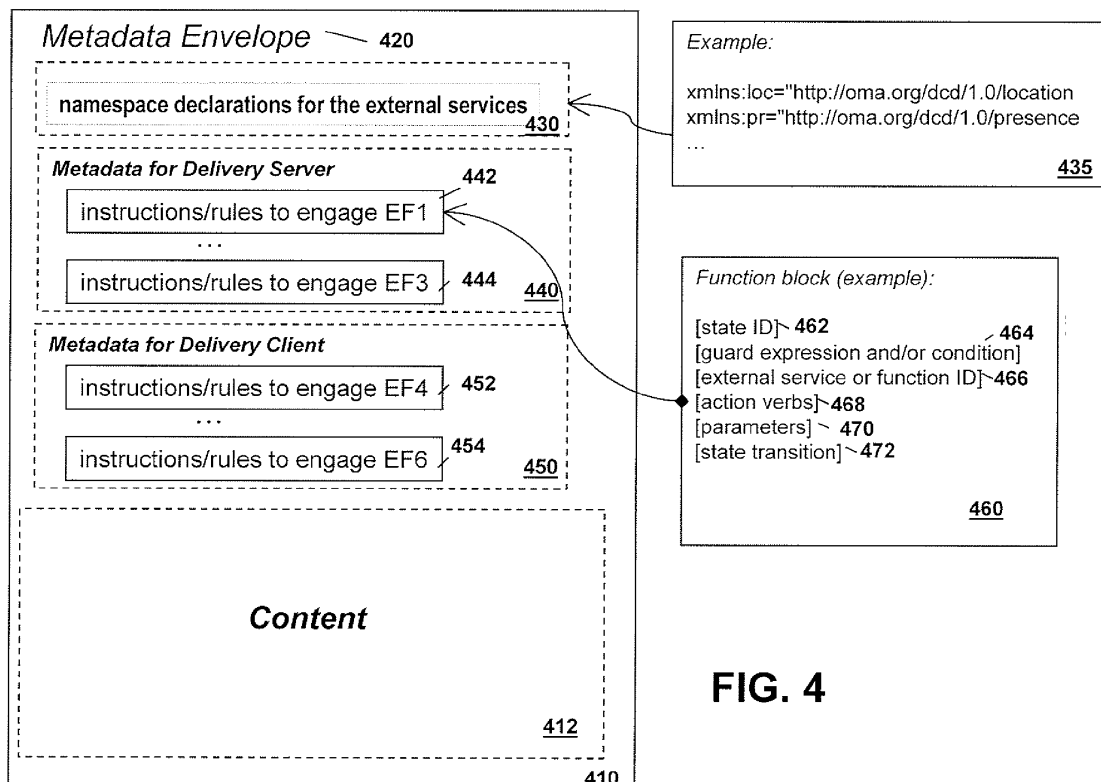 Metadata Envelope 420
namespace declarations for the external services
430
Metadata for Delivery Server
442
instructions/rules to engage EF1
...
instructions/rules to engage EF3 444
440
Metadata for Delivery Client
instructions/rules to engage EF4 452
...
454
instructions/rules to engage EF6
450
Content
412
410
Example:
xmlns:loc="http://oma.org/dcd/1.0/location
xmlns:pr="http://oma.org/dcd/1.0/presence
...
435
Function block (example):
[state ID] 462
464
[guard expression and/or condition]
[external service or function ID] 466
[action verbs] 468
[parameters] 470
[state transition] 472
460
FIG. 4